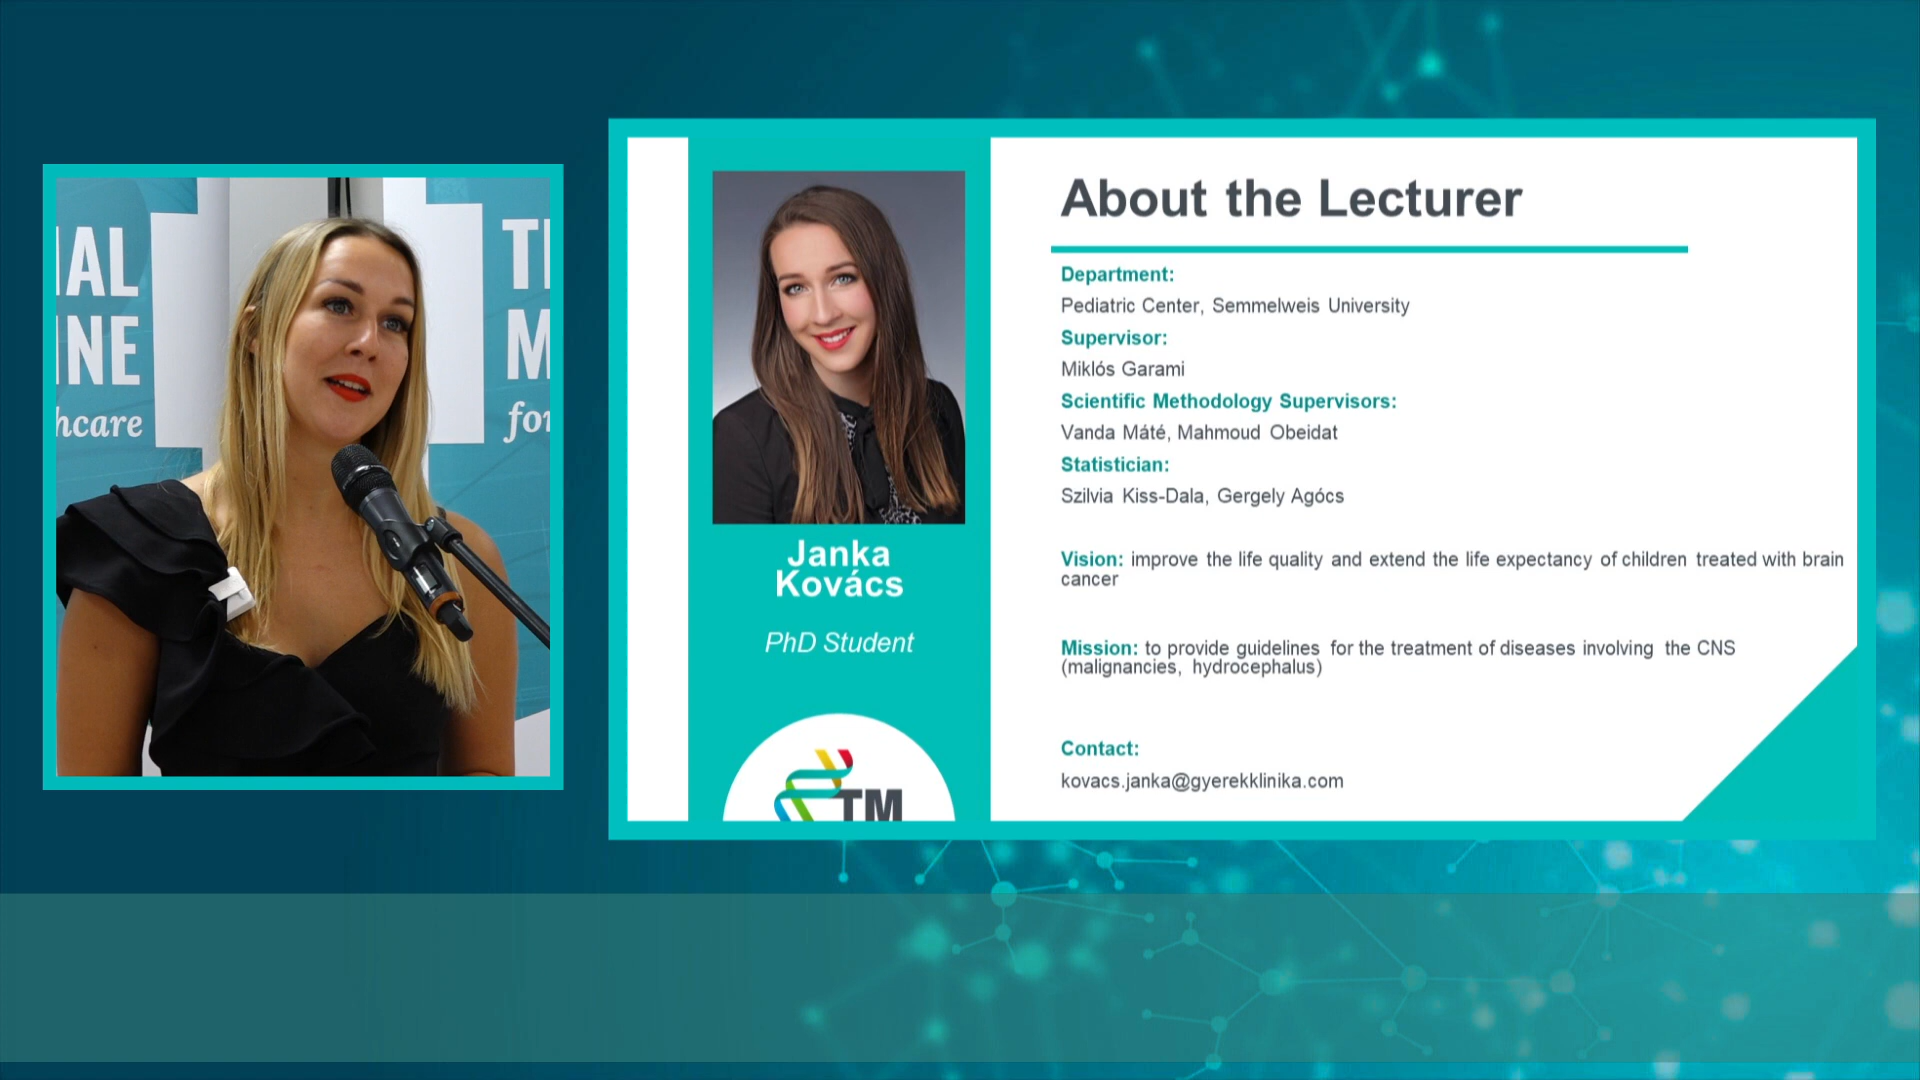 IAL
INE
hcare
T
M
for
About the Lecturer
Department:
Pediatric Center, Semmelweis University
Supervisor:
Miklós Garami
Scientific Methodology Supervisors:
Vanda Máté, Mahmoud Obeidat
Statistician:
Szilvia Kiss-Dala, Gergely Agócs
Vision: improve the life quality and extend the life expectancy of children treated with brain
cancer
Mission: to provide guidelines for the treatment of diseases involving the CNS
(malignancies, hydrocephalus)
Contact:
kovacs.janka@gyerekklinika.com
Janka
Kovács
PhD Student
TM